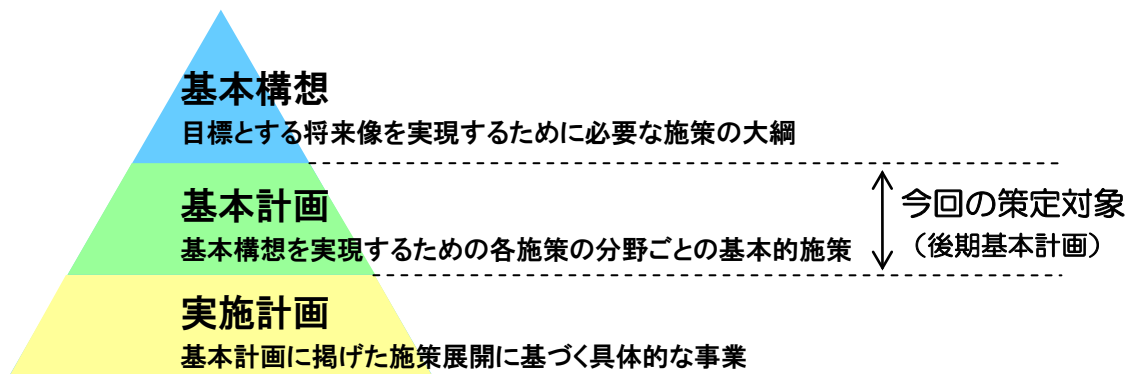 基本構想
目標とする将来像を実現するために必要な施策の大綱
基本計画
基本構想を実現するための各施策の分野ごとの基本的施策
今回の策定対象
（後期基本計画）
実施計画
基本計画に掲げた施策展開に基づく具体的な事業